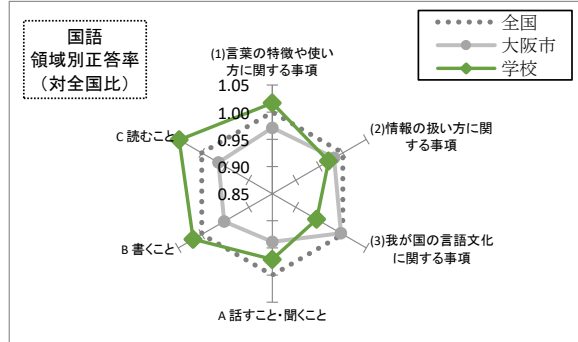 国語
領域別正答率
（対全国比）
全国
大阪市
学校
(1)言葉の特徴や使い
方に関する事項
1.05
1.00
0.95
0.90
0.85
(2)情報の扱い方に関
する事項
(3)我が国の言語文化
に関する事項
A 話すこと・聞くこと
B 書くこと
C 読むこと